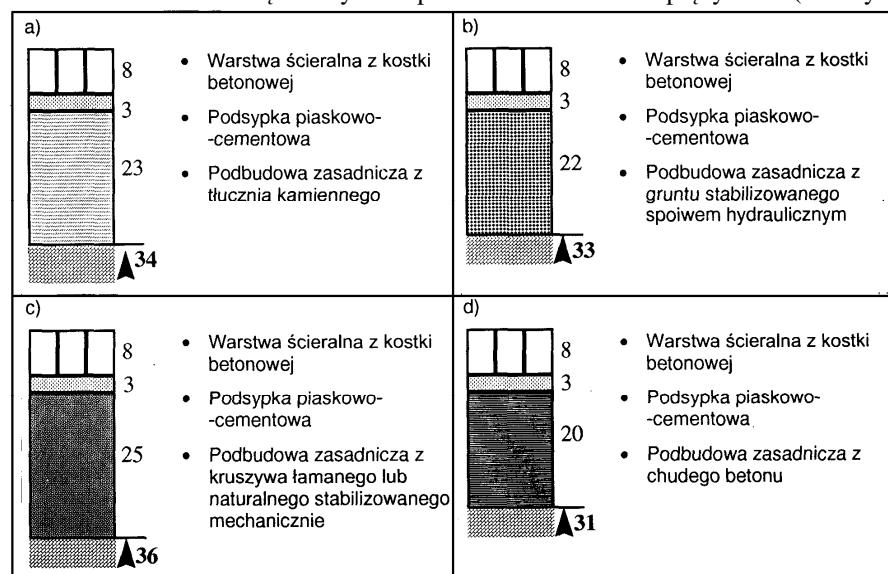 a)
8
3
23
34
• Warstwa ścieralna z kostki
betonowej
• Podsypka piaskowo-
-cementowa
• Podbudowa zasadnicza z
tłucznia kamiennego
b)
8
3
22
33
• Warstwa ścieralna z kostki
betonowej
• Podsypka piaskowo-
-cementowa
• Podbudowa zasadnicza z
gruntu stabilizowanego
spoiwem hydraulicznym
c)
8
3
25
36
• Warstwa ścieralna z kostki
betonowej
• Podsypka piaskowo-
-cementowa
• Podbudowa zasadnicza z
kruszywa łamanego lub
naturalnego stabilizowanego
mechanicznie
d)
8
3
20
31
• Warstwa ścieralna z kostki
betonowej
• Podsypka piaskowo-
-cementowa
• Podbudowa zasadnicza z
chudego betonu